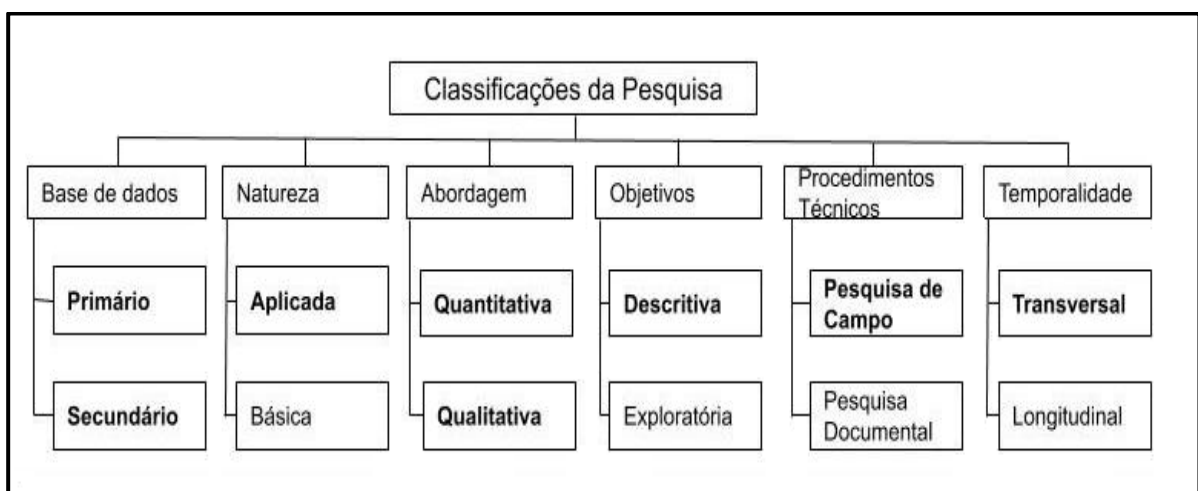 Classificações da Pesquisa
Base de dados
Natureza
Abordagem
Objetivos
Procedimentos
Técnicos
Temporalidade
Primário
Aplicada
Quantitativa
Descritiva
Pesquisa de
Campo
Transversal
Secundário
Básica
Qualitativa
Exploratória
Pesquisa
Documental
Longitudinal